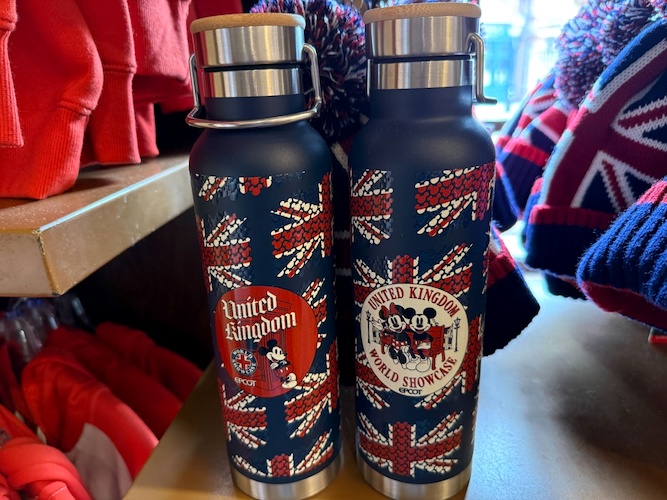 United
Kingdom
EPCOT
UNITED KINGDOM
WORLD SHOWCASE
EPCOT